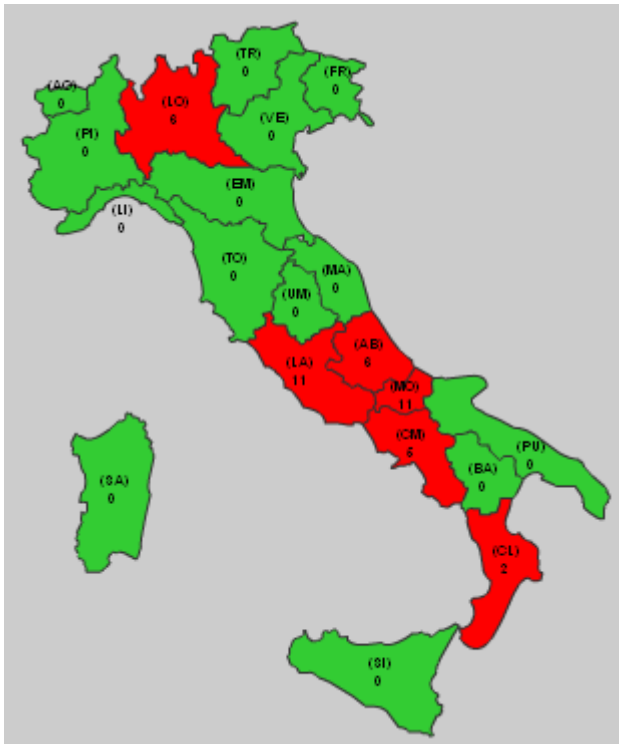 (TR)
0
(FR)
0
(AO)
0
(LO)
6
(VE)
0
(PI)
0
(EM)
0
(LI)
0
(TO)
0
(MA)
0
(UM)
0
(AB)
6
(LA)
11
(MO)
11
(CM)
6
(PU)
0
(BA)
0
(SA)
0
(CL)
2
(SI)
0